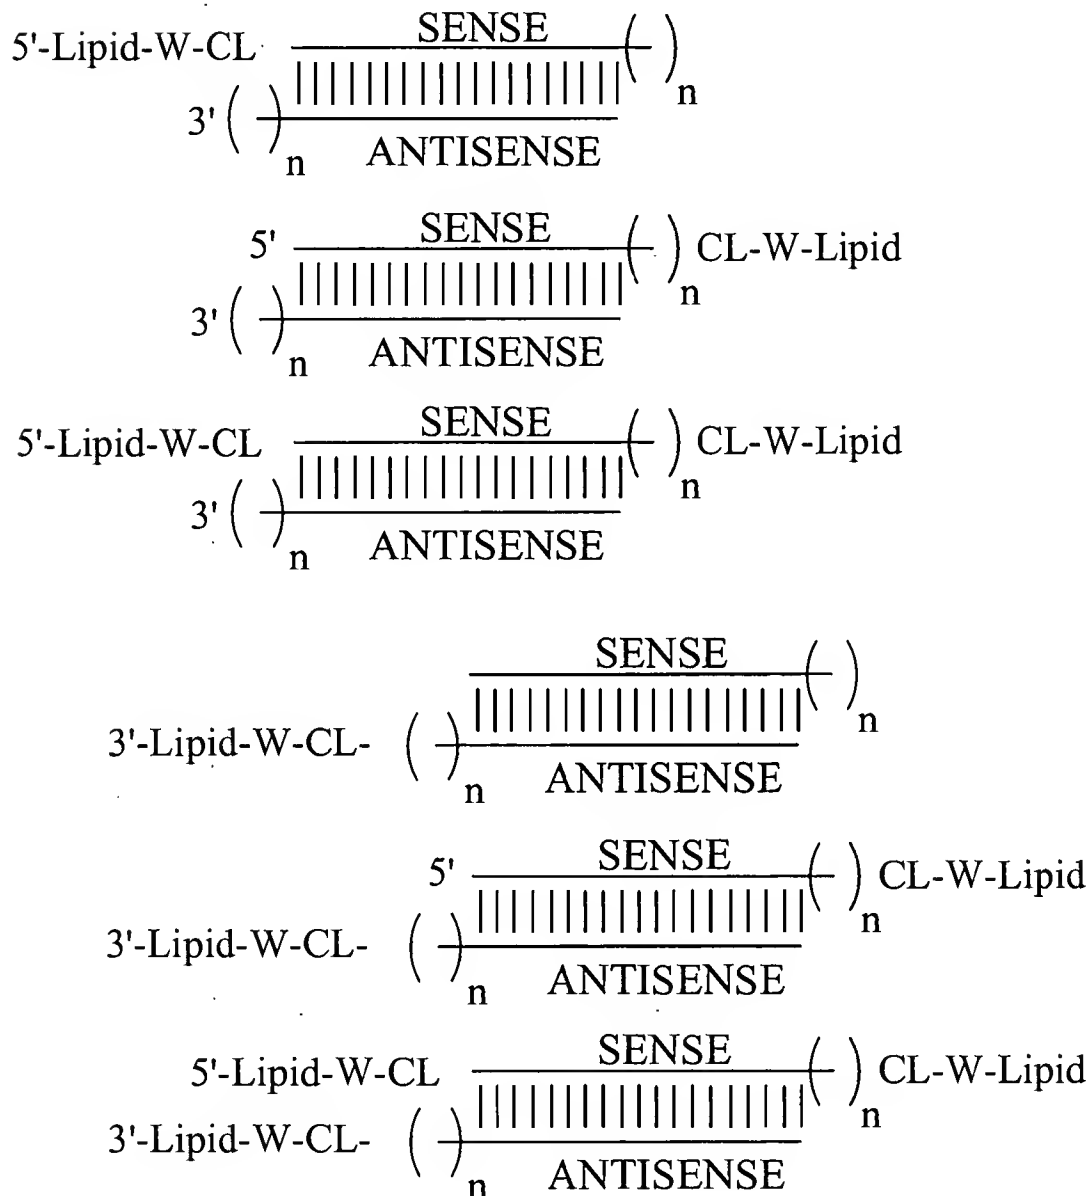 SENSE
5'-Lipid-W-CL ( ) n
3' ( ) n ANTISENSE
SENSE
5' ( ) n CL-W-Lipid
3' ( ) n ANTISENSE
SENSE
5'-Lipid-W-CL ( ) n CL-W-Lipid
3' ( ) n ANTISENSE
SENSE
( ) n
3'-Lipid-W-CL- ( ) n ANTISENSE
SENSE
5' ( ) n CL-W-Lipid
3'-Lipid-W-CL- ( ) n ANTISENSE
SENSE
5'-Lipid-W-CL ( ) n CL-W-Lipid
3'-Lipid-W-CL- ( ) n ANTISENSE